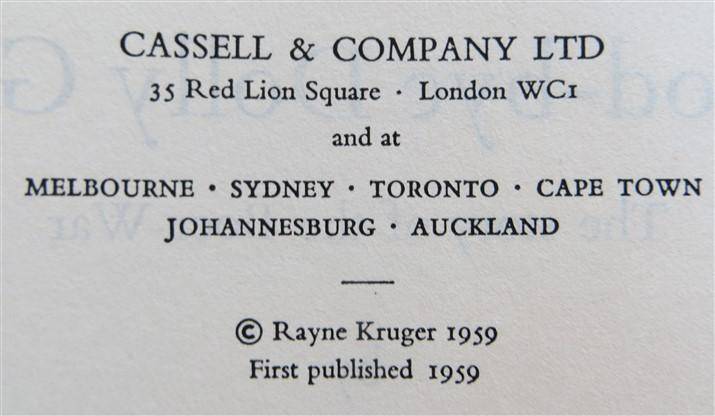 CASSELL & COMPANY LTD
35 Red Lion Square · London WC1
and at
MELBOURNE · SYDNEY · TORONTO · CAPE TOWN
JOHANNESBURG · AUCKLAND
© Rayne Kruger 1959
First published 1959